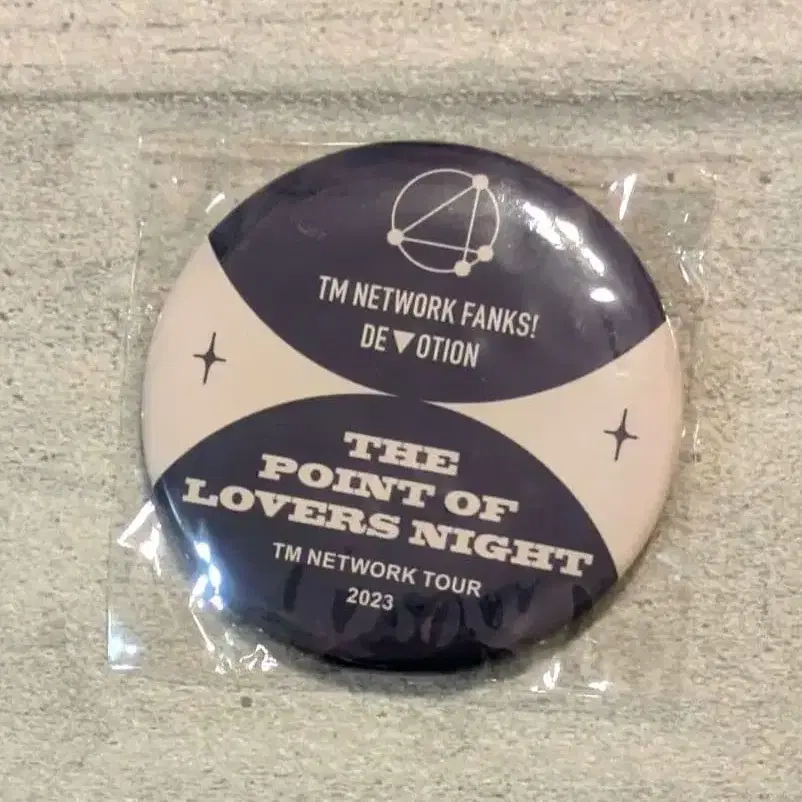 TM NETWORK FANKS!
DE▼OTION
THE
POINT OF
LOVERS NIGHT
TM NETWORK TOUR
2023